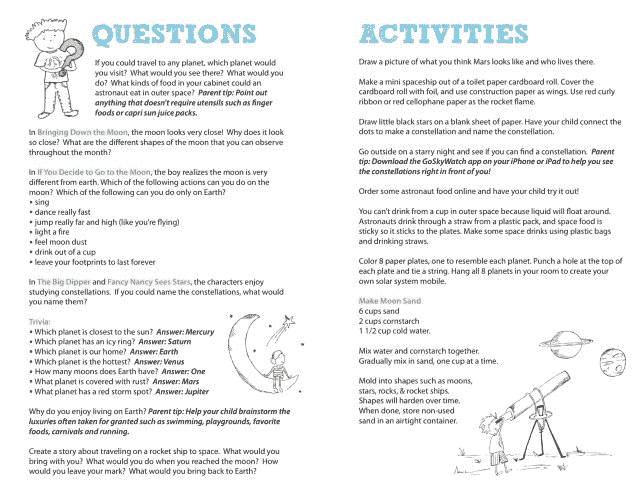 QUESTIONS
If you could travel to any planet, which planet would
you visit?  What would you see there?  What would you
do?  What kinds of food in your cabinet could an
astronaut eat in outer space?  Parent tip: Point out
anything that doesn't require utensils such as finger
foods or capri sun juice packs.
In Bringing Down the Moon, the moon looks very close!  Why does it look
so close?  What are the different shapes of the moon that you can observe
throughout the month?
In If You Decide to Go to the Moon, the boy realizes the moon is very
different from earth. Which of the following actions can you do on the
moon?  Which of the following can you do only on Earth?
• sing
• dance really fast
• jump really far and high (like you're flying)
• light a fire
• feel moon dust
• drink out of a cup
• leave your footprints to last forever
In The Big Dipper and Fancy Nancy Sees Stars, the characters enjoy
studying constellations.  If you could name the constellations, what would
you name them?
Trivia:
• Which planet is closest to the sun?  Answer: Mercury
• Which planet has an icy ring?  Answer: Saturn
• Which planet is our home?  Answer: Earth
• Which planet is the hottest?  Answer: Venus
• How many moons does Earth have?  Answer: One
• What planet is covered with rust?  Answer: Mars
• What planet has a red storm spot?  Answer: Jupiter
Why do you enjoy living on Earth? Parent tip: Help your child brainstorm the
luxuries often taken for granted such as swimming, playgrounds, favorite
foods, carnivals and running.
Create a story about traveling on a rocket ship to space.  What would you
bring with you?  What would you do when you reached the moon?  How
would you leave your mark?  What would you bring back to Earth?
ACTIVITIES
Draw a picture of what you think Mars looks like and who lives there.
Make a mini spaceship out of a toilet paper cardboard roll. Cover the
cardboard roll with foil, and use construction paper as wings. Use red curly
ribbon or red cellophane paper as the rocket flame.
Draw little black stars on a blank sheet of paper. Have your child connect the
dots to make a constellation and name the constellation.
Go outside on a starry night and see if you can find a constellation.  Parent
tip: Download the GoSkyWatch app on your iPhone or iPad to help you see
the constellations right in front of you!
Order some astronaut food online and have your child try it out!
You can't drink from a cup in outer space because liquid will float around.
Astronauts drink through a straw from a plastic pack, and space food is
sticky so it sticks to the plates.  Make some space drinks using plastic bags
and drinking straws.
Color 8 paper plates, one to resemble each planet. Punch a hole at the top of
each plate and tie a string. Hang all 8 planets in your room to create your
own solar system mobile.
Make Moon Sand
6 cups sand
2 cups cornstarch
1 1/2 cup cold water.
Mix water and cornstarch together.
Gradually mix in sand, one cup at a time.
Mold into shapes such as moons,
stars, rocks, & rocket ships.
Shapes will harden over time.
When done, store non-used
sand in an airtight container.